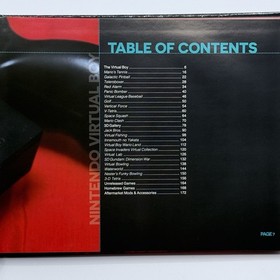 NINTENDO VIRTUAL BOY
TABLE OF CONTENTS
The Virtual Boy
Mario's Tennis
Galactic Pinball
Teleroboxer
Red Alarm
Panic Bomber
Virtual League Baseball
Golf
Vertical Force
V-Tetris
Space Squash
Mario Clash
3D Gallery
Jack Bros.
Virtual Fishing
Innsmouth no Yakata
Virtual Boy Wario Land
Space Invaders Virtual Collection
Virtual Lab
SD Gundam Dimension War
Virtual Bowling
Waterworld
Nester's Funky Bowling
3-D Tetris
Unreleased Games
Homebrew Games
Aftermarket Mods & Accessories 172
PAGE 1